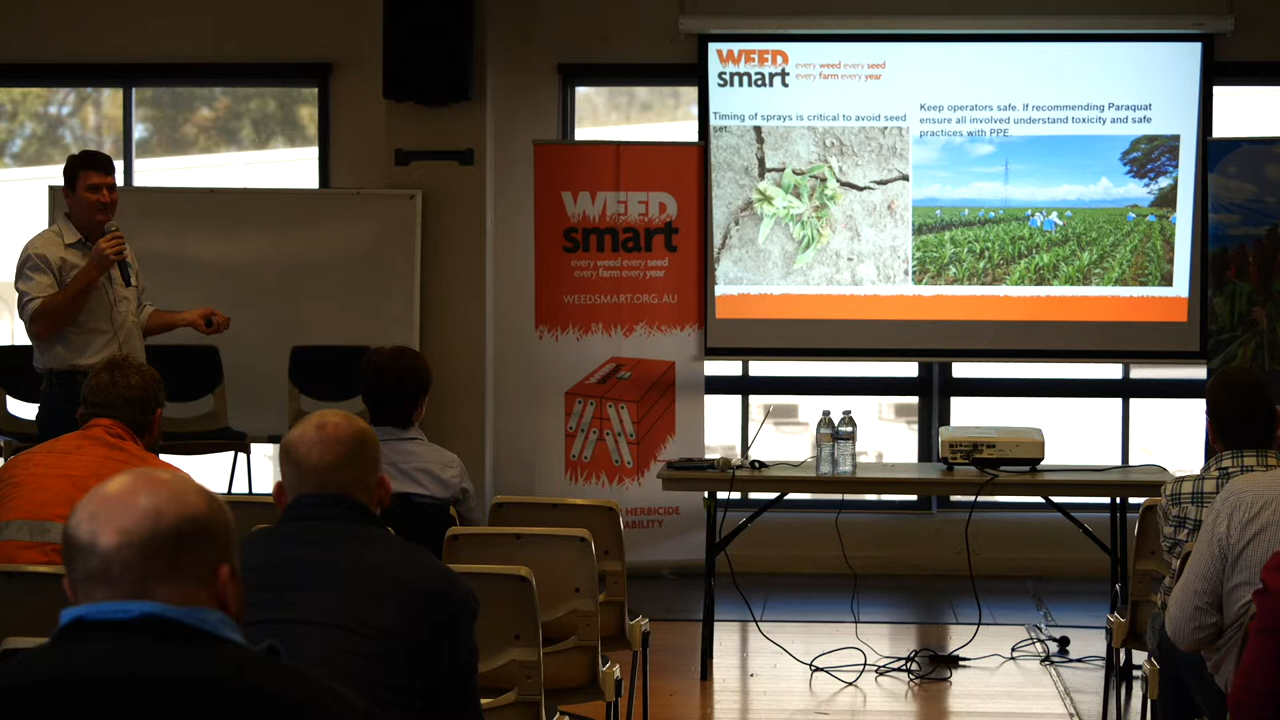 WEED
smart
every weed every seed
every farm every year
Timing of sprays is critical to avoid seed
set.
Keep operators safe. If recommending Paraquat
ensure all involved understand toxicity and safe
practices with PPE.
WEED
smart
every weed every seed
every farm every year
WEEDSMART.ORG.AU
WEED
HERBICIDE
ABILITY